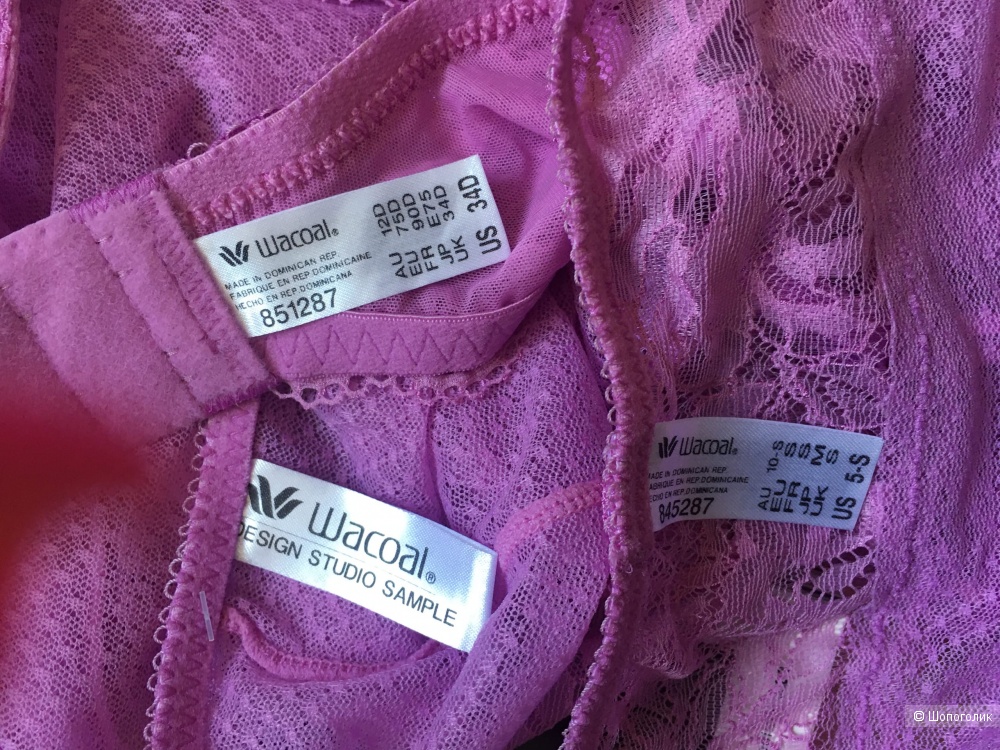 Wacoal®
MADE IN DOMINICAN REP.
FABRIQUE EN REP.DOMINICAINE
HECHO EN REP.DOMINICANA
851287
AU 12D
EU 75D
FR 90D
JP E75
UK 34D
US 34D
Wacoal®
DESIGN STUDIO SAMPLE
Wacoal®
MADE IN DOMINICAN REP.
FABRIQUE EN REP.DOMINICAINE
HECHO EN REP.DOMINICANA
845287
AU 10-S
EU S
FR S
JP M
UK S
US 5-S
© Шопоголик